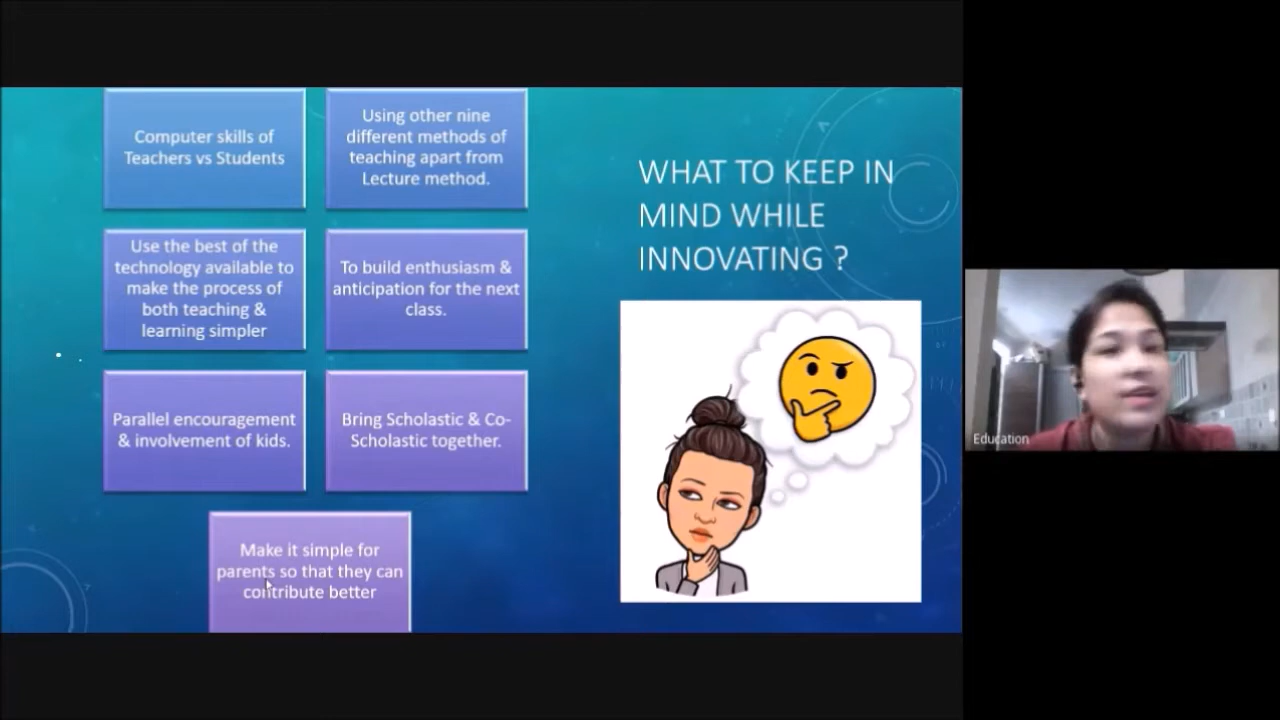 Computer skills of
Teachers vs Students
Using other nine
different methods of
teaching apart from
Lecture method.
Use the best of the
technology available to
make the process of
both teaching &
learning simpler
To build enthusiasm &
anticipation for the next
class.
Parallel encouragement
& involvement of kids.
Bring Scholastic & Co-
Scholastic together.
Make it simple for
parents so that they can
contribute better
WHAT TO KEEP IN
MIND WHILE
INNOVATING ?
Education